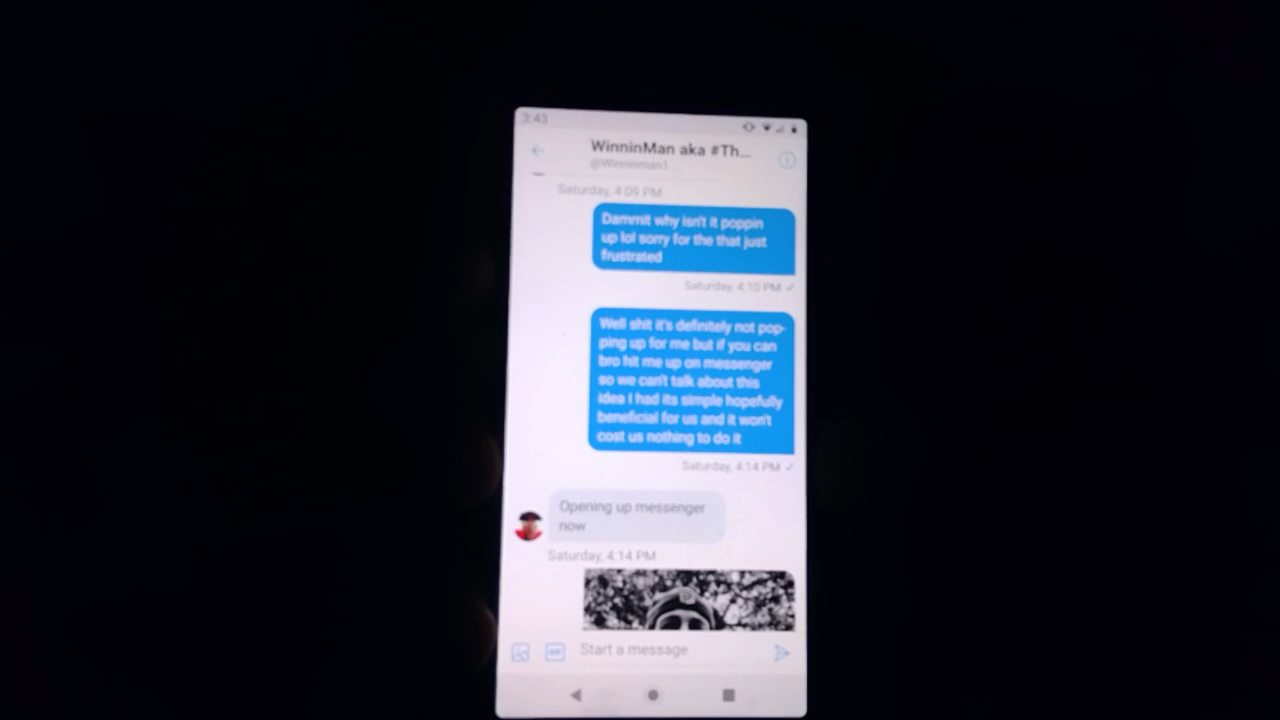 3:43
WinninMan aka #Th...
@Winninman1
Saturday, 4:09 PM
Dammit why isn't it poppin
up lol sorry for the that just
frustrated
Saturday, 4:10 PM ✓
Well shit it's definitely not pop-
ping up for me but if you can
bro hit me up on messenger
so we can't talk about this
idea I had its simple hopefully
beneficial for us and it won't
cost us nothing to do it
Saturday, 4:14 PM ✓
Opening up messenger
now
Saturday, 4:14 PM
GIF
Start a message